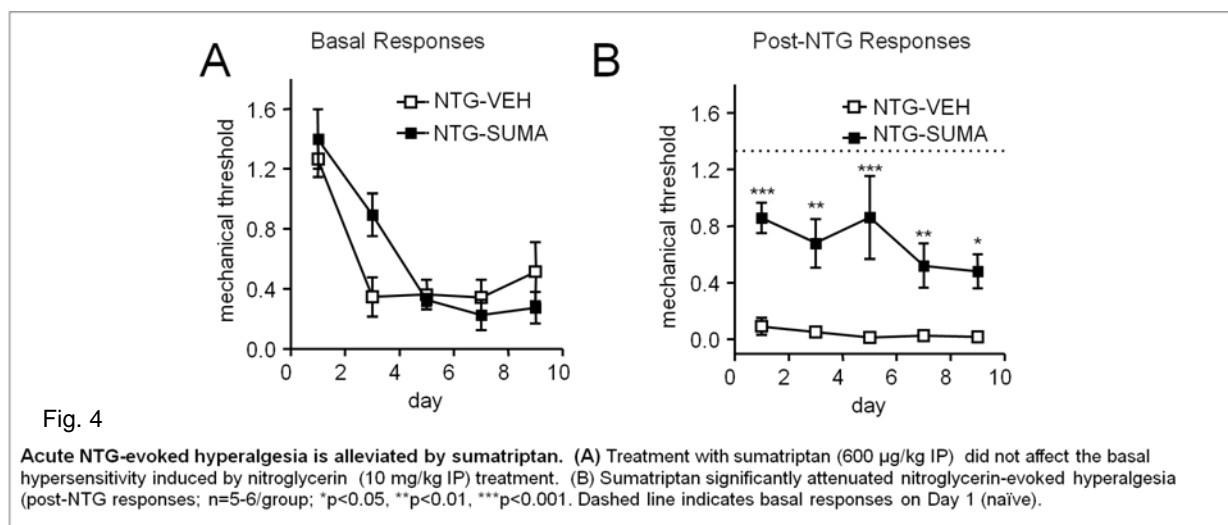 A
Basal Responses
NTG-VEH
NTG-SUMA
mechanical threshold
1.6
1.2
0.8
0.4
0.0
0 2 4 6 8 10
day
B
Post-NTG Responses
NTG-VEH
NTG-SUMA
mechanical threshold
1.6
1.2
0.8
0.4
0.0
*** ** *** ** *
0 2 4 6 8 10
day
Fig. 4
Acute NTG-evoked hyperalgesia is alleviated by sumatriptan. (A) Treatment with sumatriptan (600 µg/kg IP) did not affect the basal
hypersensitivity induced by nitroglycerin (10 mg/kg IP) treatment. (B) Sumatriptan significantly attenuated nitroglycerin-evoked hyperalgesia
(post-NTG responses; n=5-6/group; *p<0.05, **p<0.01, ***p<0.001. Dashed line indicates basal responses on Day 1 (naïve).